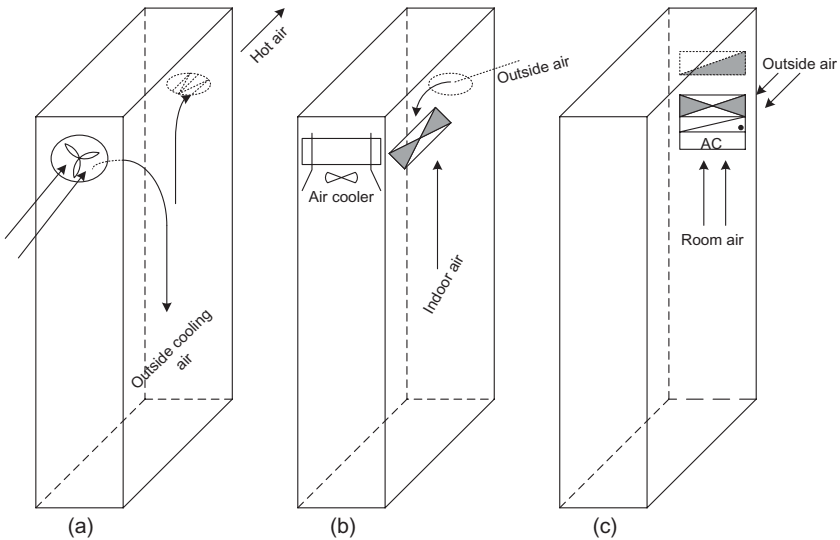 Hot air
Outside cooling
air
(a)
Outside air
Air cooler
Indoor air
(b)
Outside air
AC
Room air
(c)